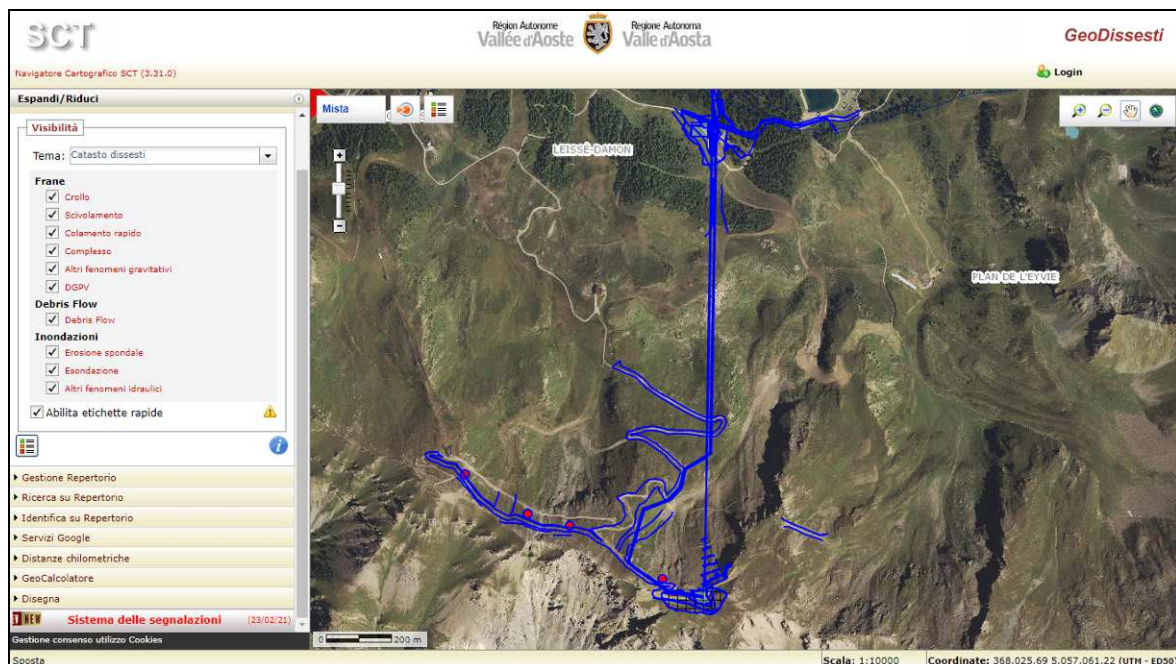 SCT
Région Autonome
Vallée d'Aoste
Regione Autonoma
Valle d'Aosta
GeoDissesti
Navigatore Cartografico SCT (3.31.0)
Login
Espandi/Riduci
Visibilità
Tema: Catasto dissesti
Frane
Crollo
Scivolamento
Colamento rapido
Complesso
Altri fenomeni gravitativi
DGPV
Debris Flow
Debris Flow
Inondazioni
Erosione spondale
Esondazione
Altri fenomeni idraulici
Abilita etichette rapide
Gestione Repertorio
Ricerca su Repertorio
Identifica su Repertorio
Servizi Google
Distanze chilometriche
GeoCalcolatore
Disegna
NEW Sistema delle segnalazioni (23/02/21)
Gestione consenso utilizzo Cookies
Sposta
Mista
LEISSÉ-DAMON
PLAN DE L'EYVIE
0 200 m
Scala: 1:10000 Coordinate: 368.025,69 5.057.061,22 (UTM - ED50